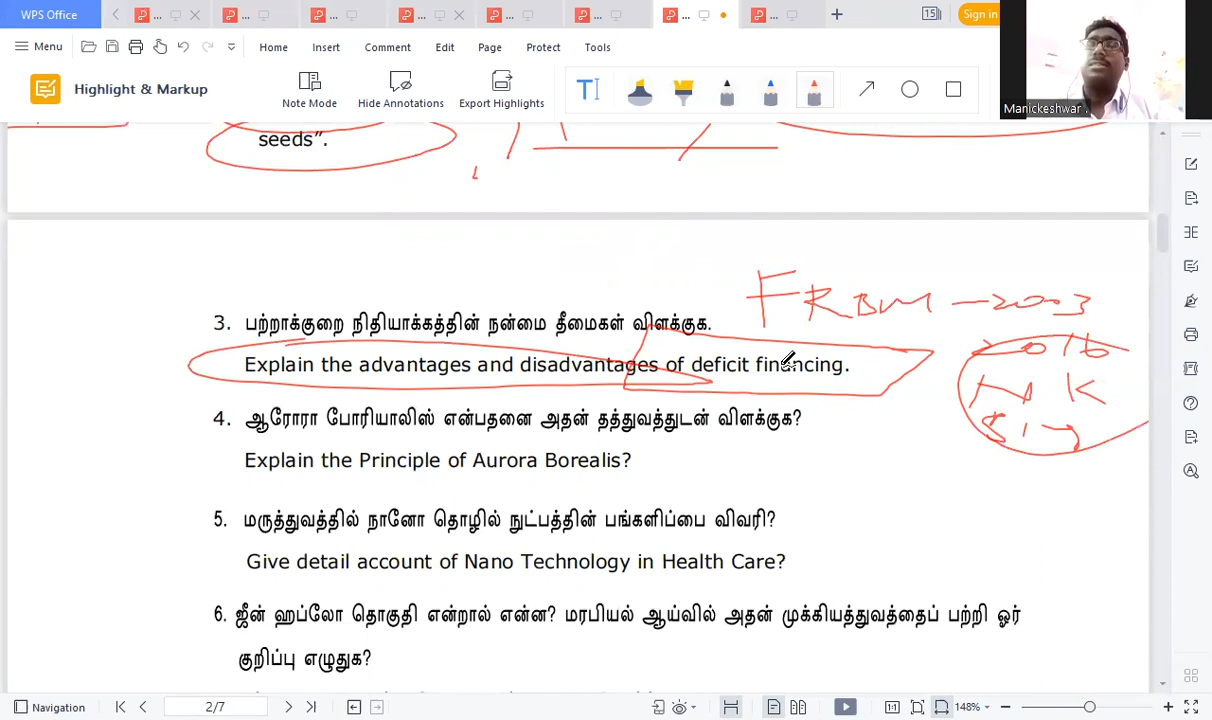 WPS Office
...
...
...
...
...
...
...
...
15
Sign in
Menu
Home
Insert
Comment
Edit
Page
Protect
Tools
Highlight & Markup
Note Mode
Hide Annotations
Export Highlights
Manickeshwar .
seeds”.
FRBM - 2003
3. பற்றாக்குறை நிதியாக்கத்தின் நன்மை தீமைகள் விளக்குக.
2016
Explain the advantages and disadvantages of deficit financing.
NK
4. ஆரோரா போரியாலிஸ் என்பதனை அதன் தத்துவத்துடன் விளக்குக?
Explain the Principle of Aurora Borealis?
5. மருத்துவத்தில் நானோ தொழில் நுட்பத்தின் பங்களிப்பை விவரி?
Give detail account of Nano Technology in Health Care?
6. ஜீன் ஹப்லோ தொகுதி என்றால் என்ன? மரபியல் ஆய்வில் அதன் முக்கியத்துவத்தைப் பற்றி ஓர்
குறிப்பு எழுதுக?
Navigation
2/7
148%